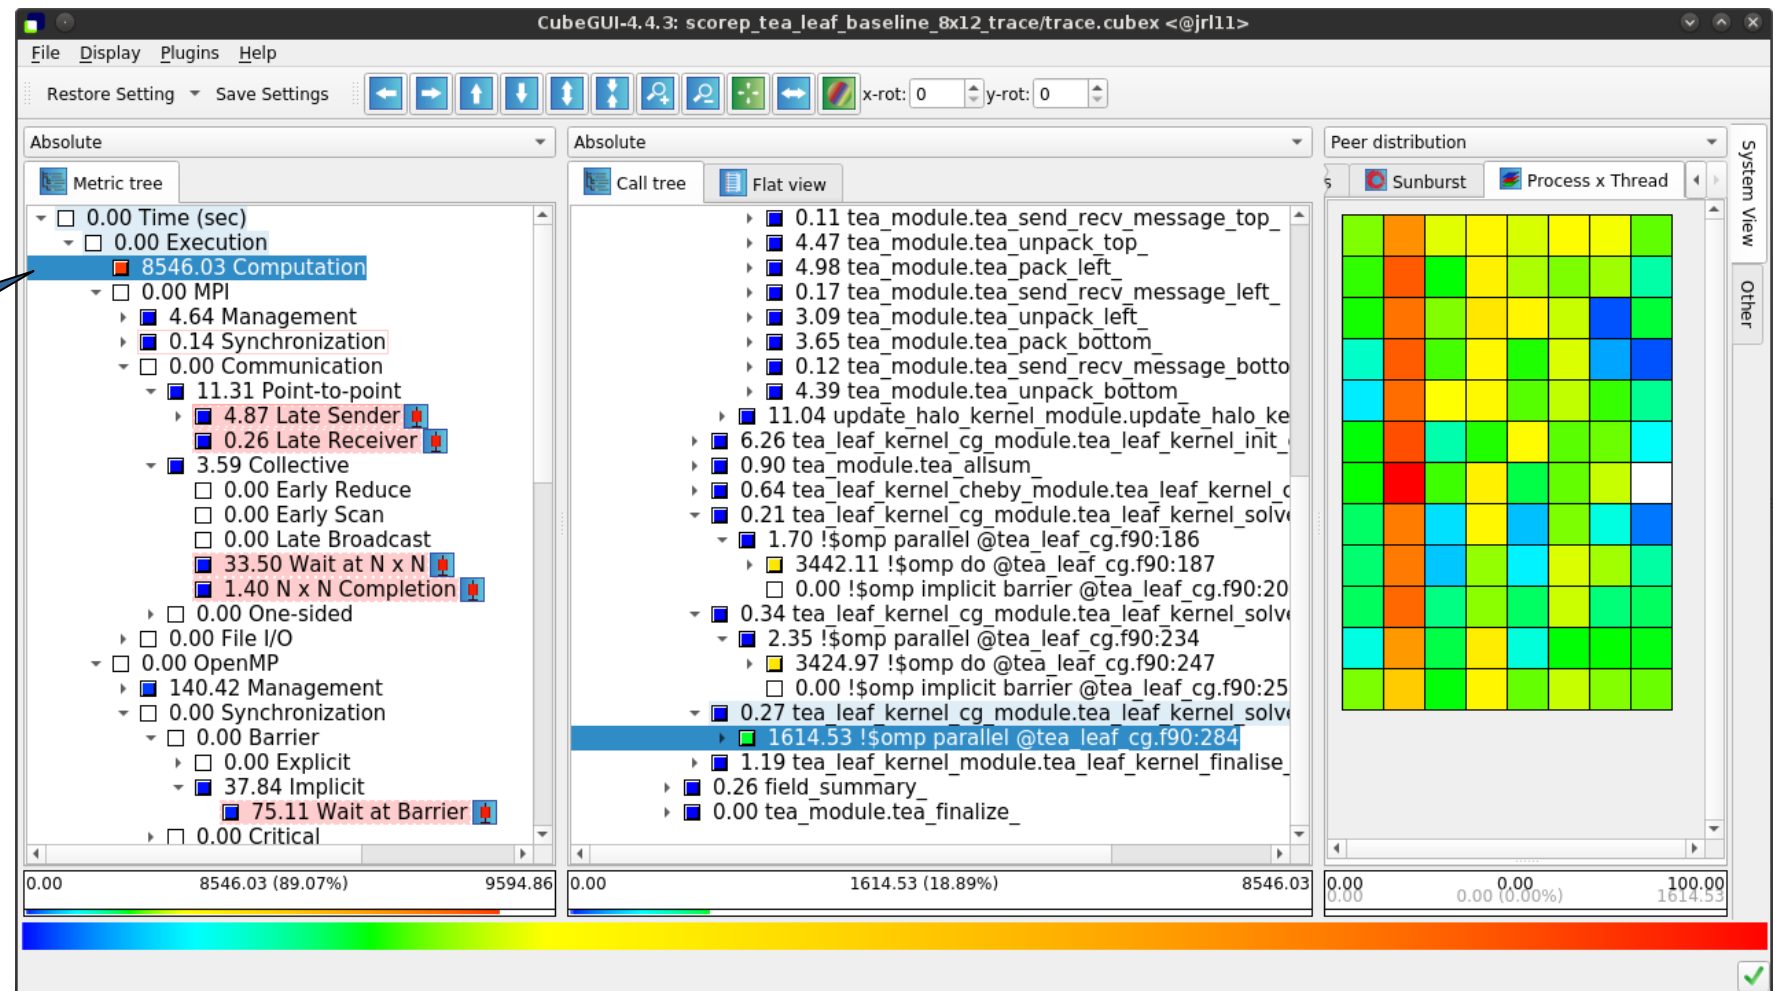 CubeGUI-4.4.3: scorep_tea_leaf_baseline_8x12_trace/trace.cubex <@jrl11>
File Display Plugins Help
Restore Setting Save Settings x-rot: 0 y-rot: 0
Absolute
Metric tree
0.00 Time (sec)
0.00 Execution
8546.03 Computation
0.00 MPI
4.64 Management
0.14 Synchronization
0.00 Communication
11.31 Point-to-point
4.87 Late Sender
0.26 Late Receiver
3.59 Collective
0.00 Early Reduce
0.00 Early Scan
0.00 Late Broadcast
33.50 Wait at N x N
1.40 N x N Completion
0.00 One-sided
0.00 File I/O
0.00 OpenMP
140.42 Management
0.00 Synchronization
0.00 Barrier
0.00 Explicit
37.84 Implicit
75.11 Wait at Barrier
0.00 Critical
0.00 8546.03 (89.07%) 9594.86
Absolute
Call tree Flat view
0.11 tea_module.tea_send_recv_message_top_
4.47 tea_module.tea_unpack_top_
4.98 tea_module.tea_pack_left_
0.17 tea_module.tea_send_recv_message_left_
3.09 tea_module.tea_unpack_left_
3.65 tea_module.tea_pack_bottom_
0.12 tea_module.tea_send_recv_message_botto
4.39 tea_module.tea_unpack_bottom_
11.04 update_halo_kernel_module.update_halo_ke
6.26 tea_leaf_kernel_cg_module.tea_leaf_kernel_init_
0.90 tea_module.tea_allsum_
0.64 tea_leaf_kernel_cheby_module.tea_leaf_kernel_c
0.21 tea_leaf_kernel_cg_module.tea_leaf_kernel_solv
1.70 !$omp parallel @tea_leaf_cg.f90:186
3442.11 !$omp do @tea_leaf_cg.f90:187
0.00 !$omp implicit barrier @tea_leaf_cg.f90:20
0.34 tea_leaf_kernel_cg_module.tea_leaf_kernel_solv
2.35 !$omp parallel @tea_leaf_cg.f90:234
3424.97 !$omp do @tea_leaf_cg.f90:247
0.00 !$omp implicit barrier @tea_leaf_cg.f90:25
0.27 tea_leaf_kernel_cg_module.tea_leaf_kernel_solv
1614.53 !$omp parallel @tea_leaf_cg.f90:284
1.19 tea_leaf_kernel_module.tea_leaf_kernel_finalise_
0.26 field_summary_
0.00 tea_module.tea_finalize_
0.00 1614.53 (18.89%) 8546.03
Peer distribution
s Sunburst Process x Thread
0.00 0.00 100.00
0.00 0.00 (0.00%) 1614.53
System View
Other